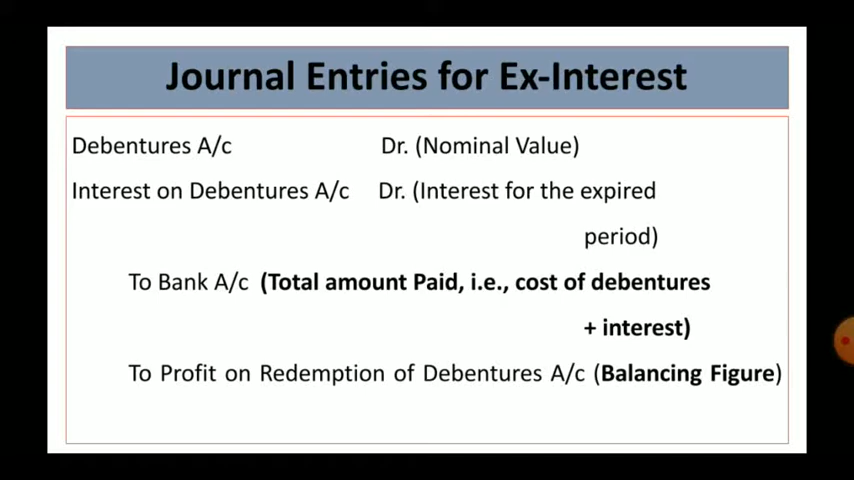 Journal Entries for Ex-Interest
Debentures A/c Dr. (Nominal Value)
Interest on Debentures A/c Dr. (Interest for the expired
period)
To Bank A/c (Total amount Paid, i.e., cost of debentures
+ interest)
To Profit on Redemption of Debentures A/c (Balancing Figure)